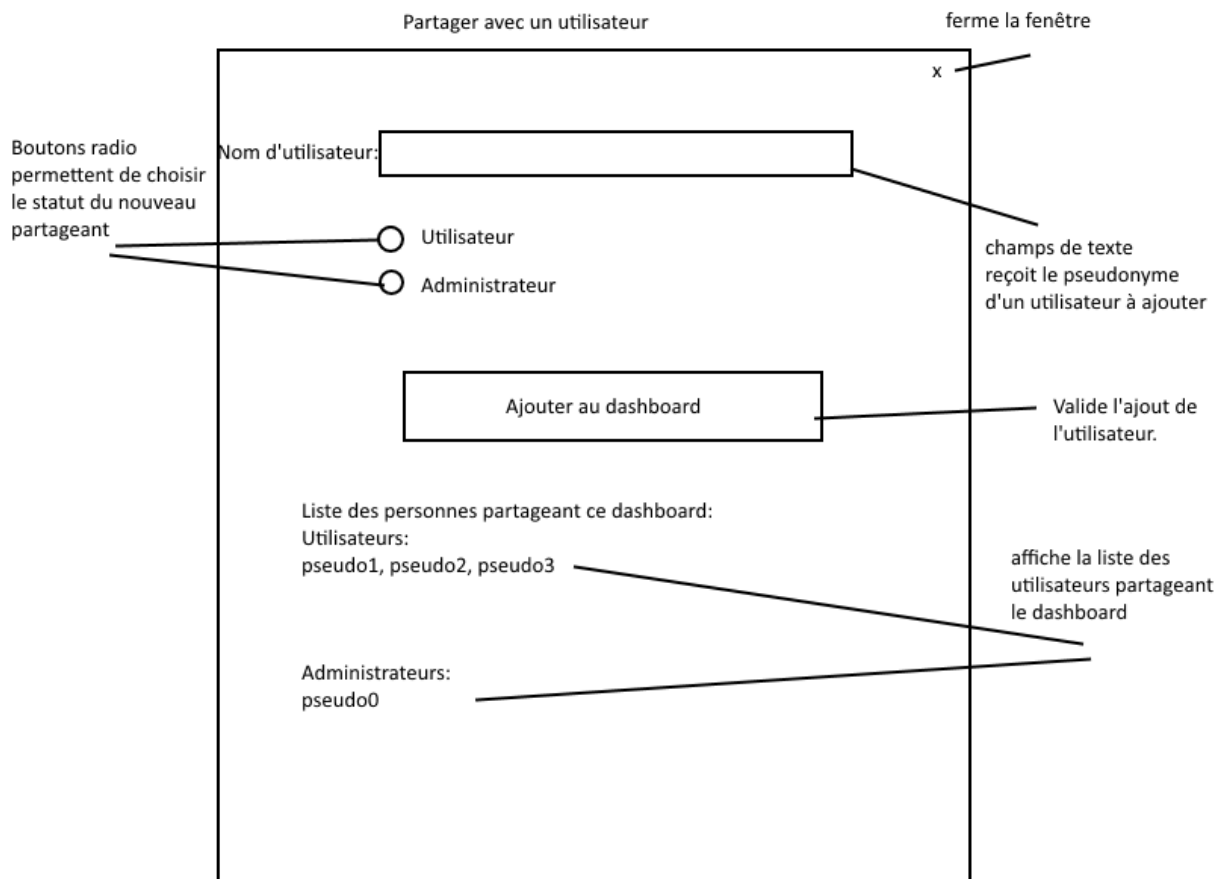 Partager avec un utilisateur
ferme la fenêtre
x
Boutons radio
permettent de choisir
le statut du nouveau
partageant
Nom d'utilisateur:
Utilisateur
Administrateur
champs de texte
reçoit le pseudonyme
d'un utilisateur à ajouter
Ajouter au dashboard
Valide l'ajout de
l'utilisateur.
Liste des personnes partageant ce dashboard:
Utilisateurs:
pseudo1, pseudo2, pseudo3
affiche la liste des
utilisateurs partageant
le dashboard
Administrateurs:
pseudo0